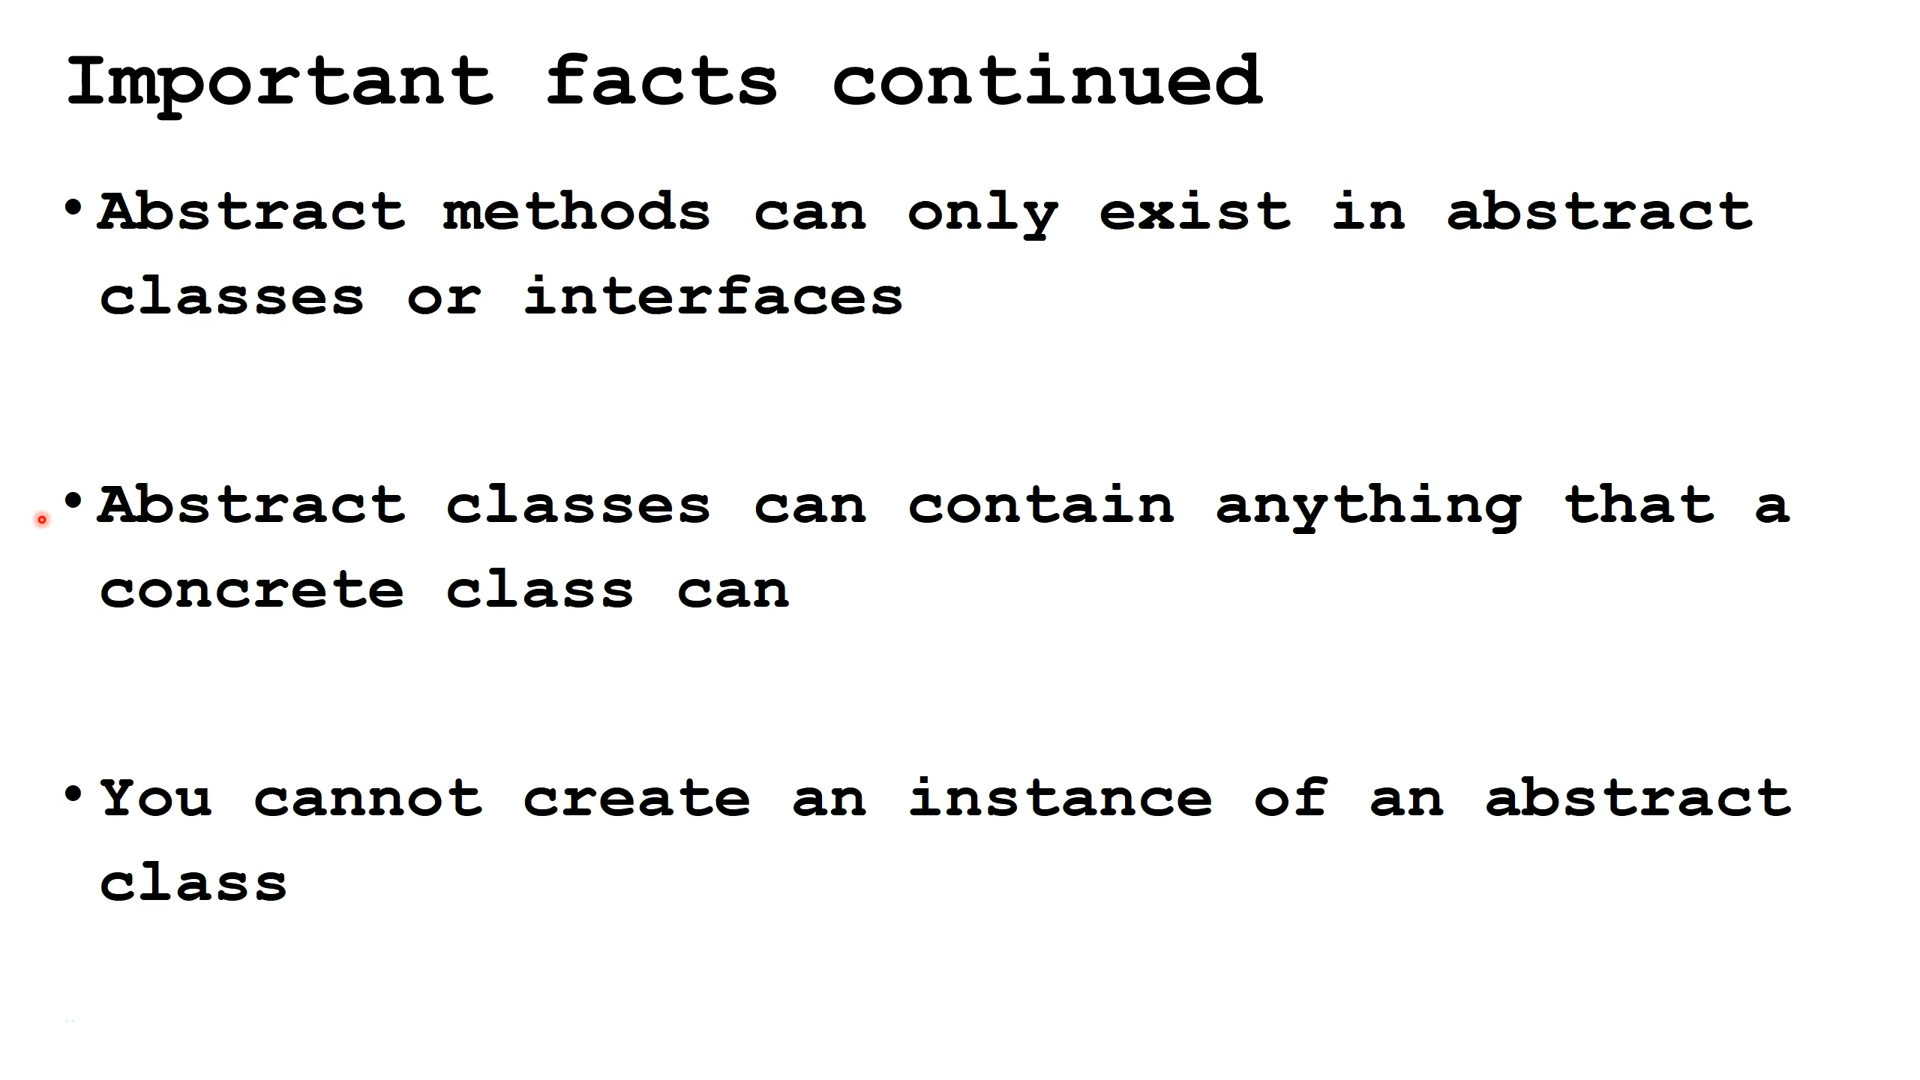 Important facts continued
• Abstract methods can only exist in abstract
classes or interfaces
• Abstract classes can contain anything that a
concrete class can
• You cannot create an instance of an abstract
class